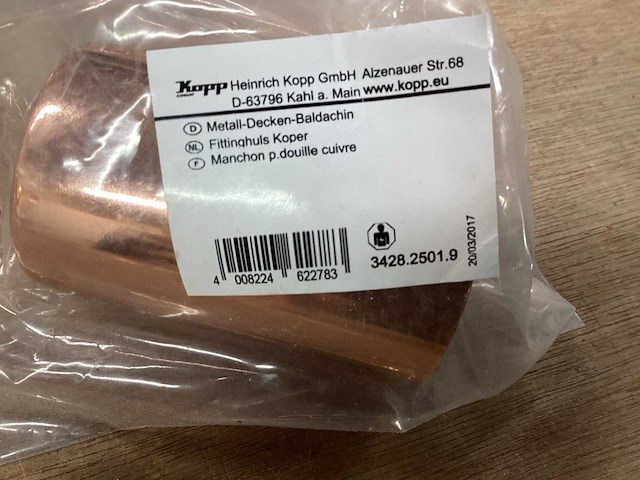 Kopp Heinrich Kopp GmbH Alzenauer Str.68
D-63796 Kahl a. Main www.kopp.eu
D Metall-Decken-Baldachin
NL Fittinghuls Koper
F Manchon p.douille cuivre
4 008224 622783
3428.2501.9
20/03/2017